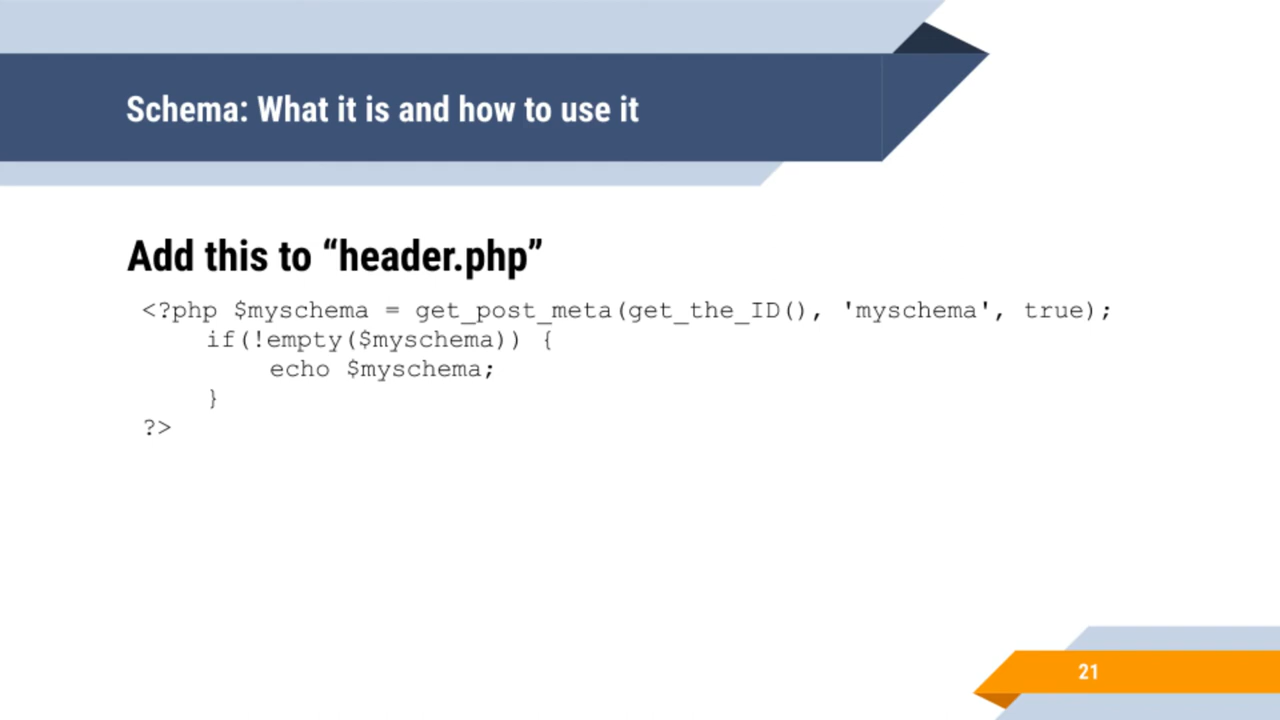 Schema: What it is and how to use it
Add this to “header.php”
<?php $myschema = get_post_meta(get_the_ID(), 'myschema', true);
    if(!empty($myschema)) {
        echo $myschema;
    }
?>
21